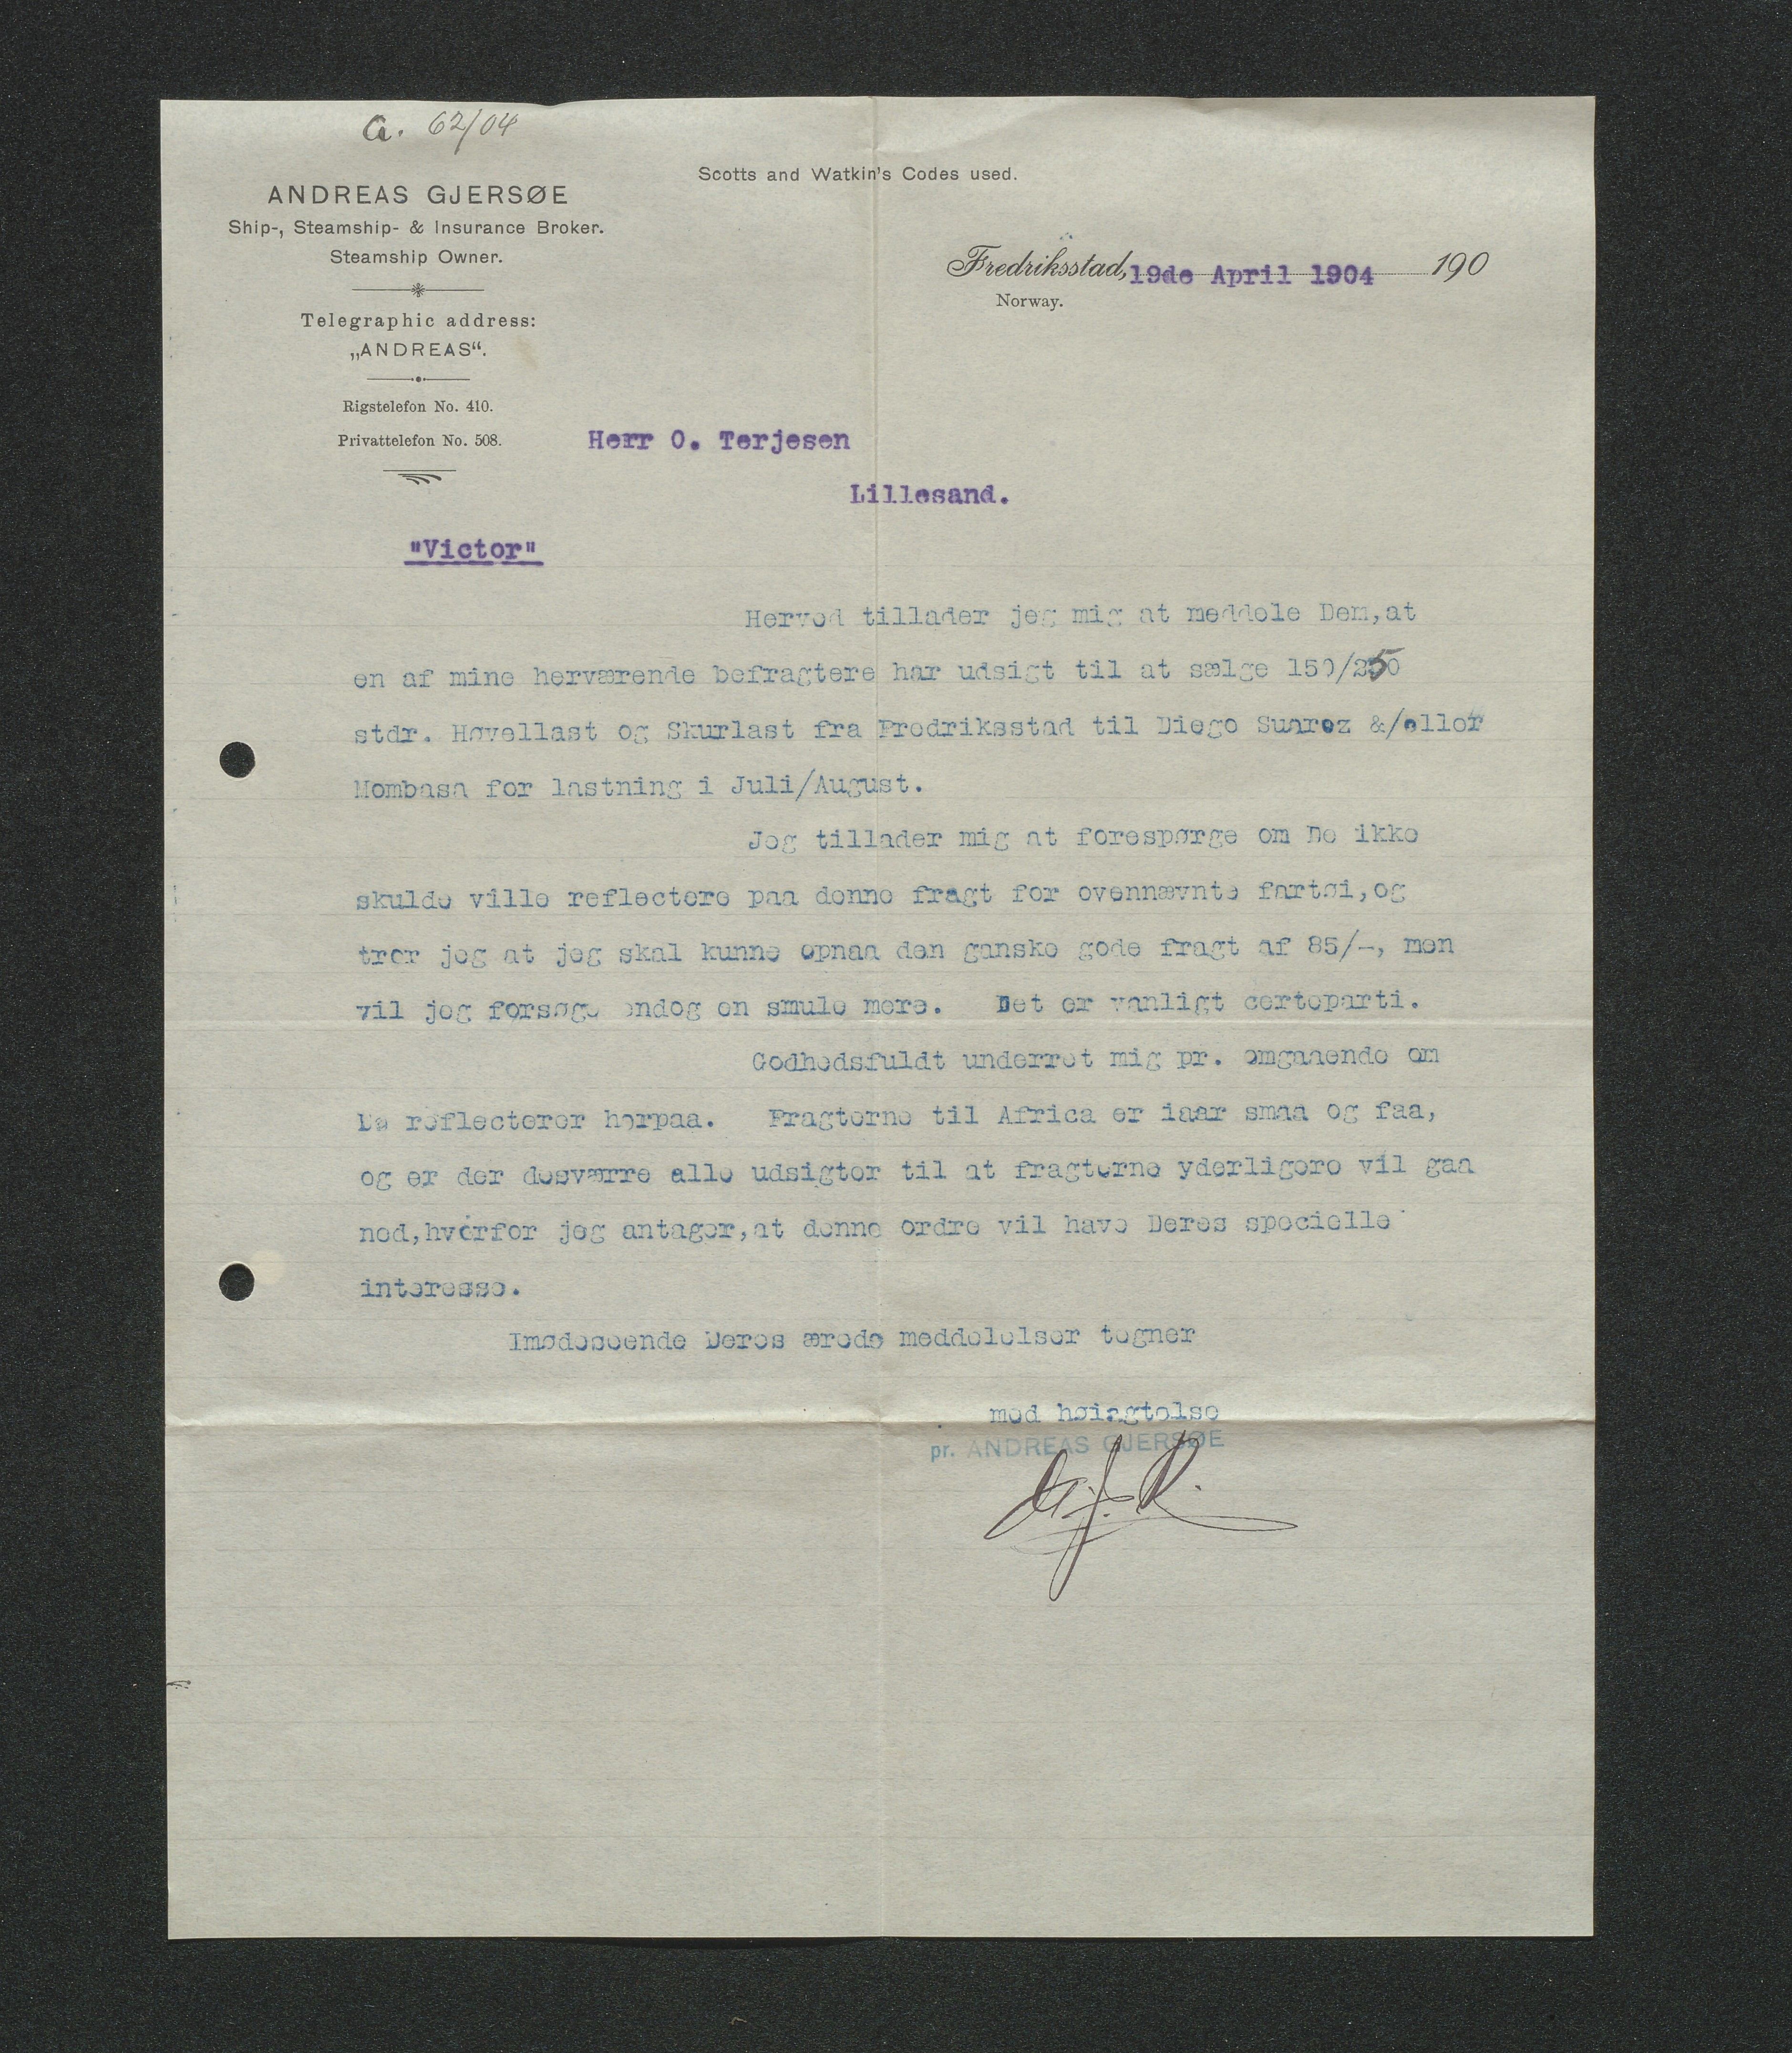 a. 62/04
Scotts and Watkin's Codes used.
ANDREAS GJERSØE
Ship-, Steamship- & Insurance Broker.
Steamship Owner.
Telegraphic address:
„ANDREAS“.
Rigstelefon No. 410.
Privattelefon No. 508.
Fredriksstad, 19de April 1904 190
Norway.
Herr O. Terjesen
Lillesand.
"Victor"
Herved tillader jeg mig at meddele Dem,at
en af mine herværende befragtere har udsigt til at sælge 150/250
stdr. Høvellast og Skurlast fra Fredriksstad til Diego Suarez &/eller
Mombasa for lastning i Juli/August.
Jeg tillader mig at forespørge om De ikke
skulde ville reflectere paa denne fragt for ovennævnte fartøi,og
tror jeg at jeg skal kunne opnaa den ganske gode fragt af 85/-, men
vil jeg forsøge endog en smule mere. Det er vanligt certeparti.
Godhedsfuldt underret mig pr. omgaaende om
De reflecterer herpaa. Fragterne til Africa er iaar smaa og faa,
og er der desværre alle udsigter til at fragterne yderligere vil gaa
ned,hvorfor jeg antager,at denne ordre vil have Deres specielle
interesse.
Imødeseende Deres ærede meddelelser tegner
med høiagtelse
pr. ANDREAS GJERSØE